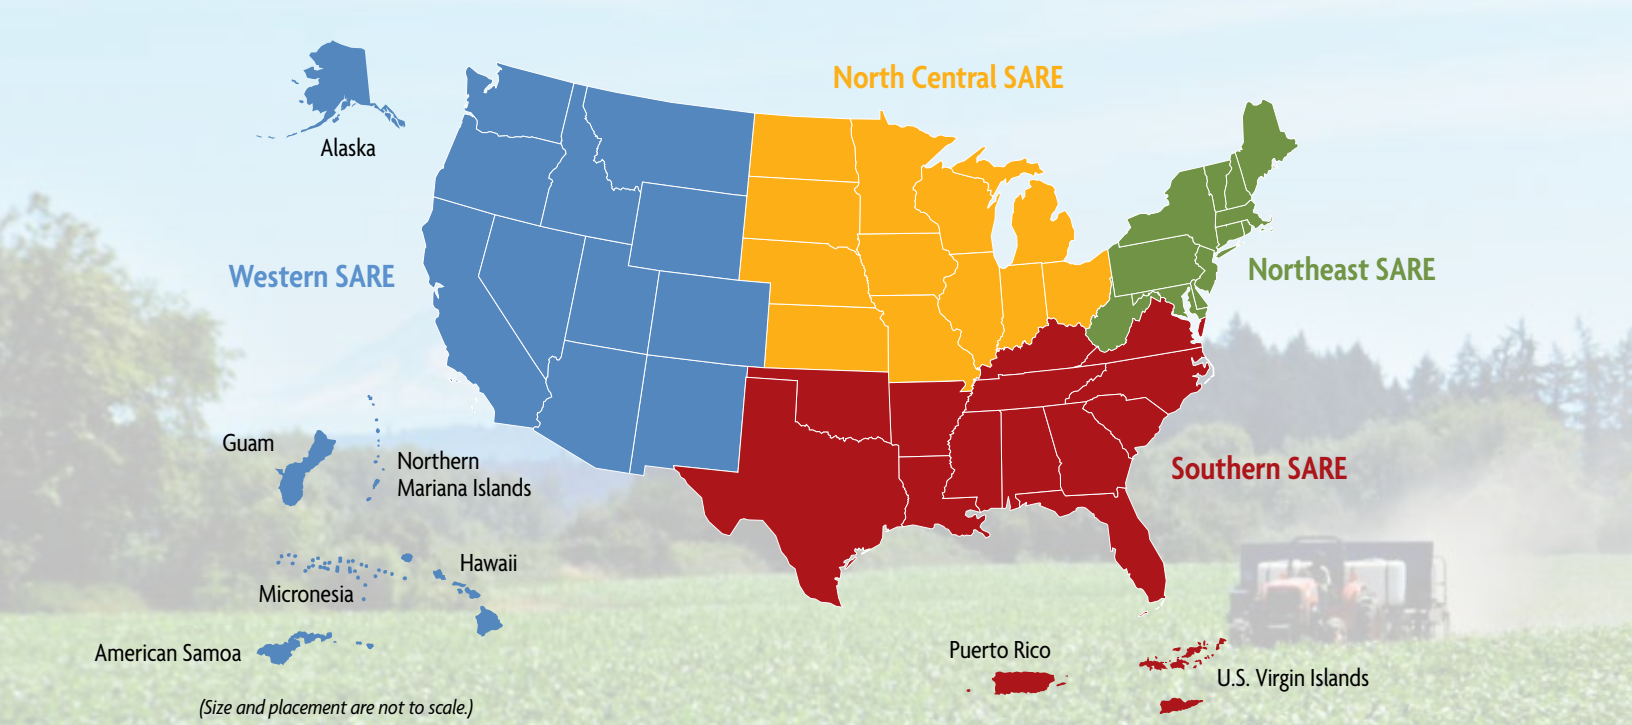 North Central SARE
Alaska
Western SARE
Northeast SARE
Guam
Northern
Mariana Islands
Southern SARE
Hawaii
Micronesia
American Samoa
Puerto Rico
U.S. Virgin Islands
(Size and placement are not to scale.)